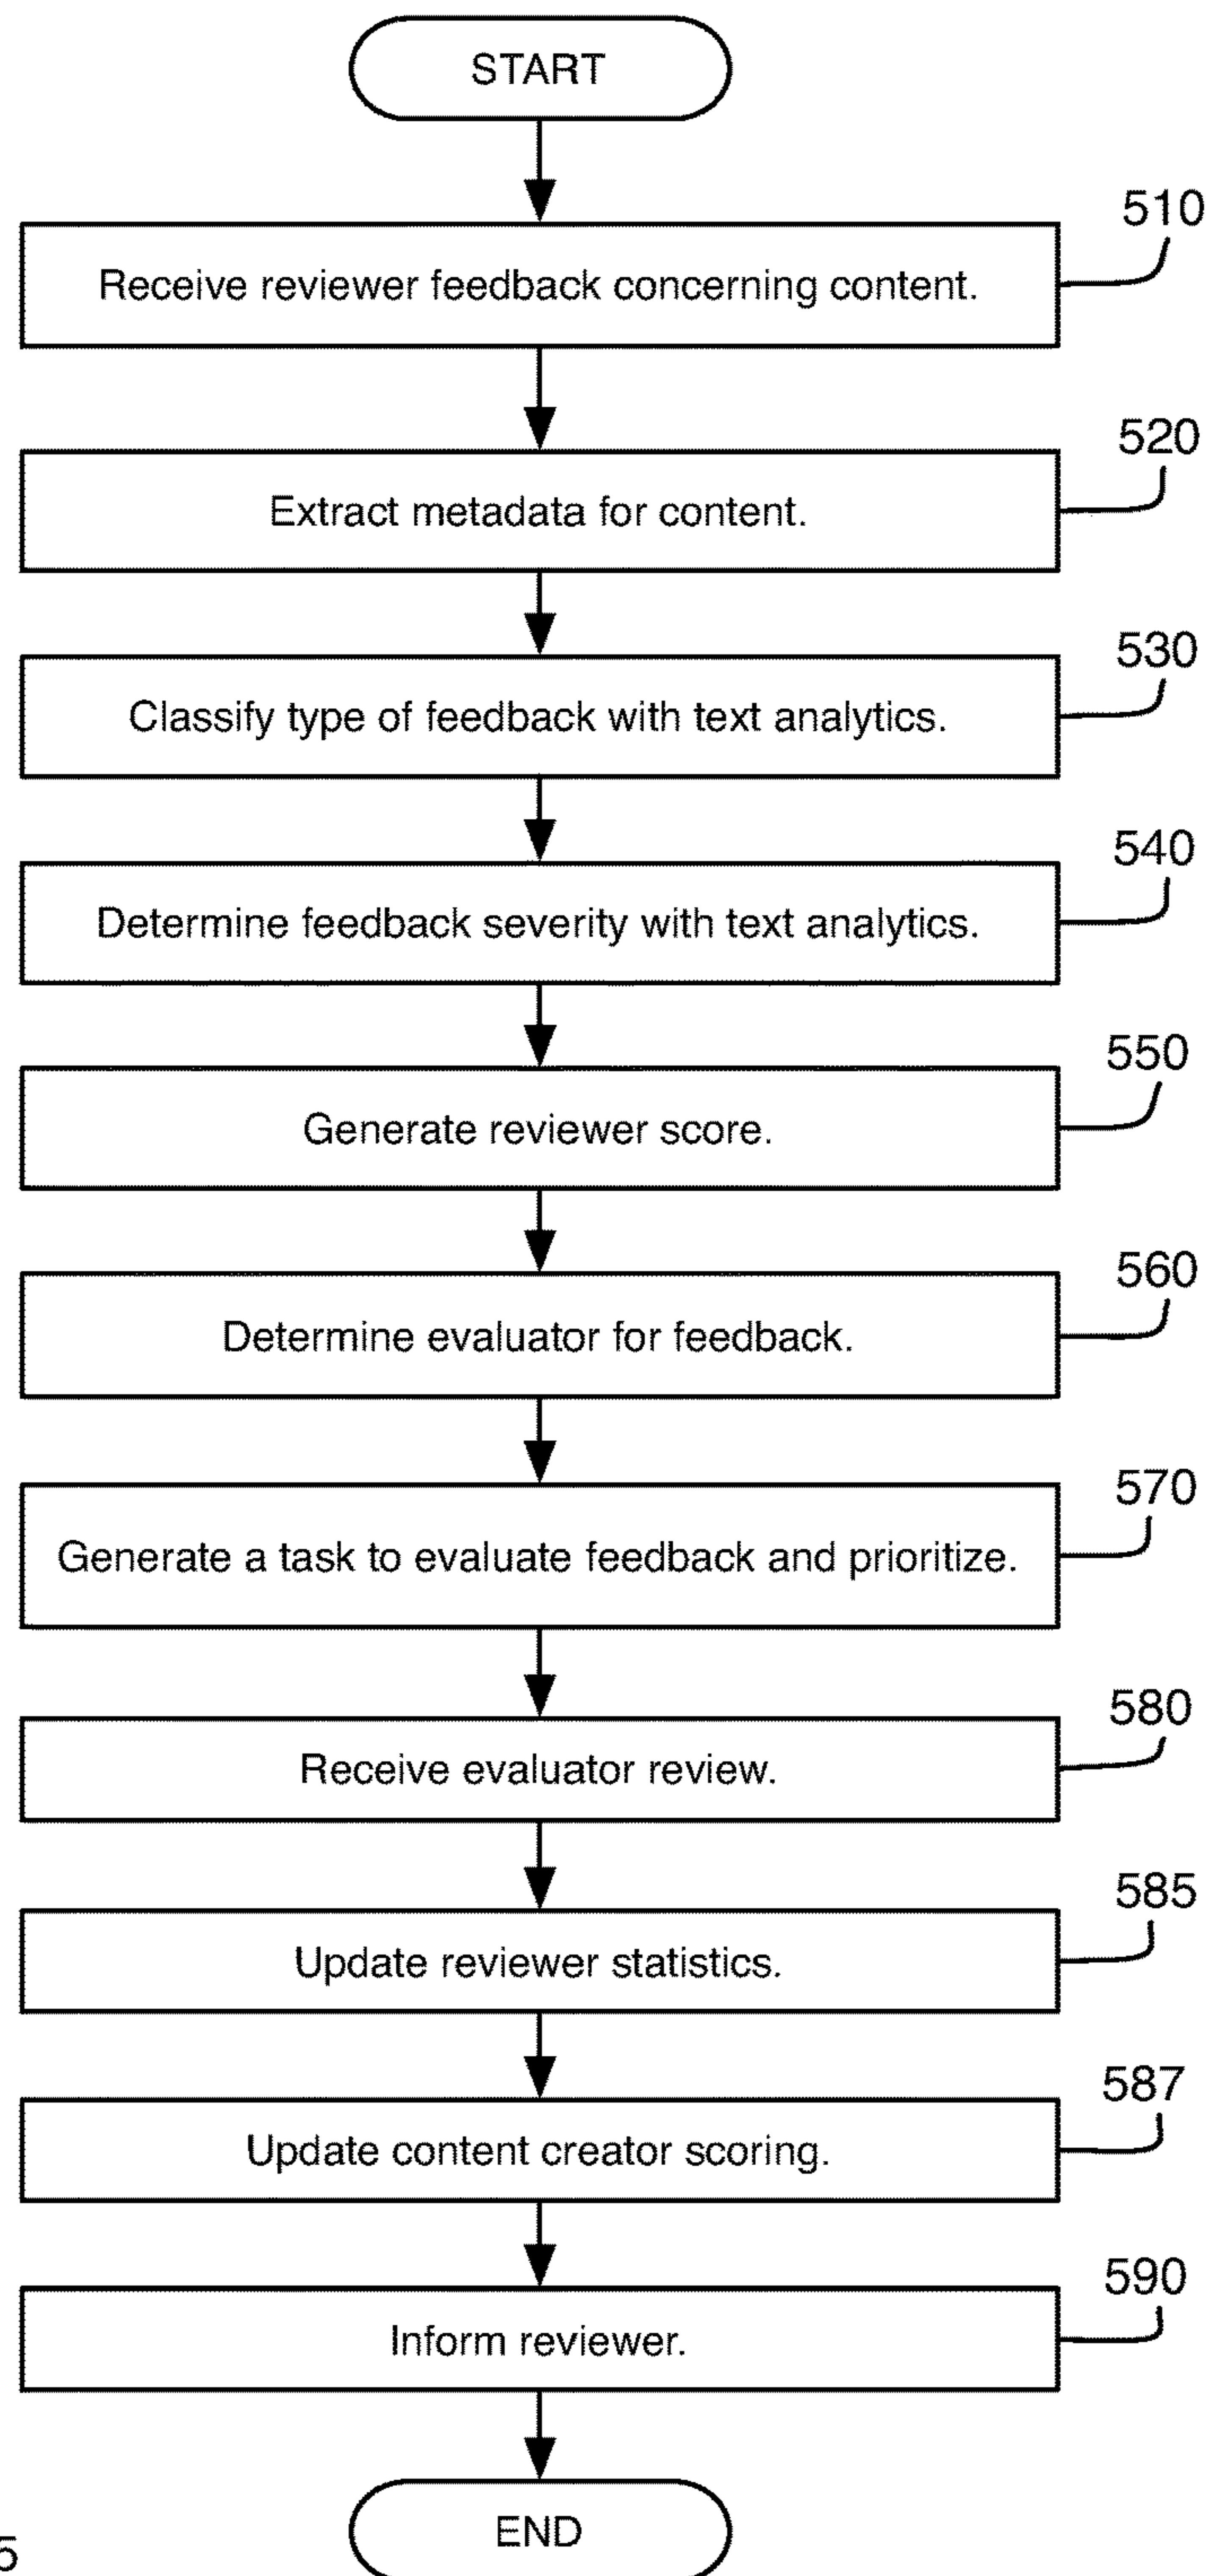 START
510
Receive reviewer feedback concerning content.
520
Extract metadata for content.
530
Classify type of feedback with text analytics.
540
Determine feedback severity with text analytics.
550
Generate reviewer score.
560
Determine evaluator for feedback.
570
Generate a task to evaluate feedback and prioritize.
580
Receive evaluator review.
585
Update reviewer statistics.
587
Update content creator scoring.
590
Inform reviewer.
END
5